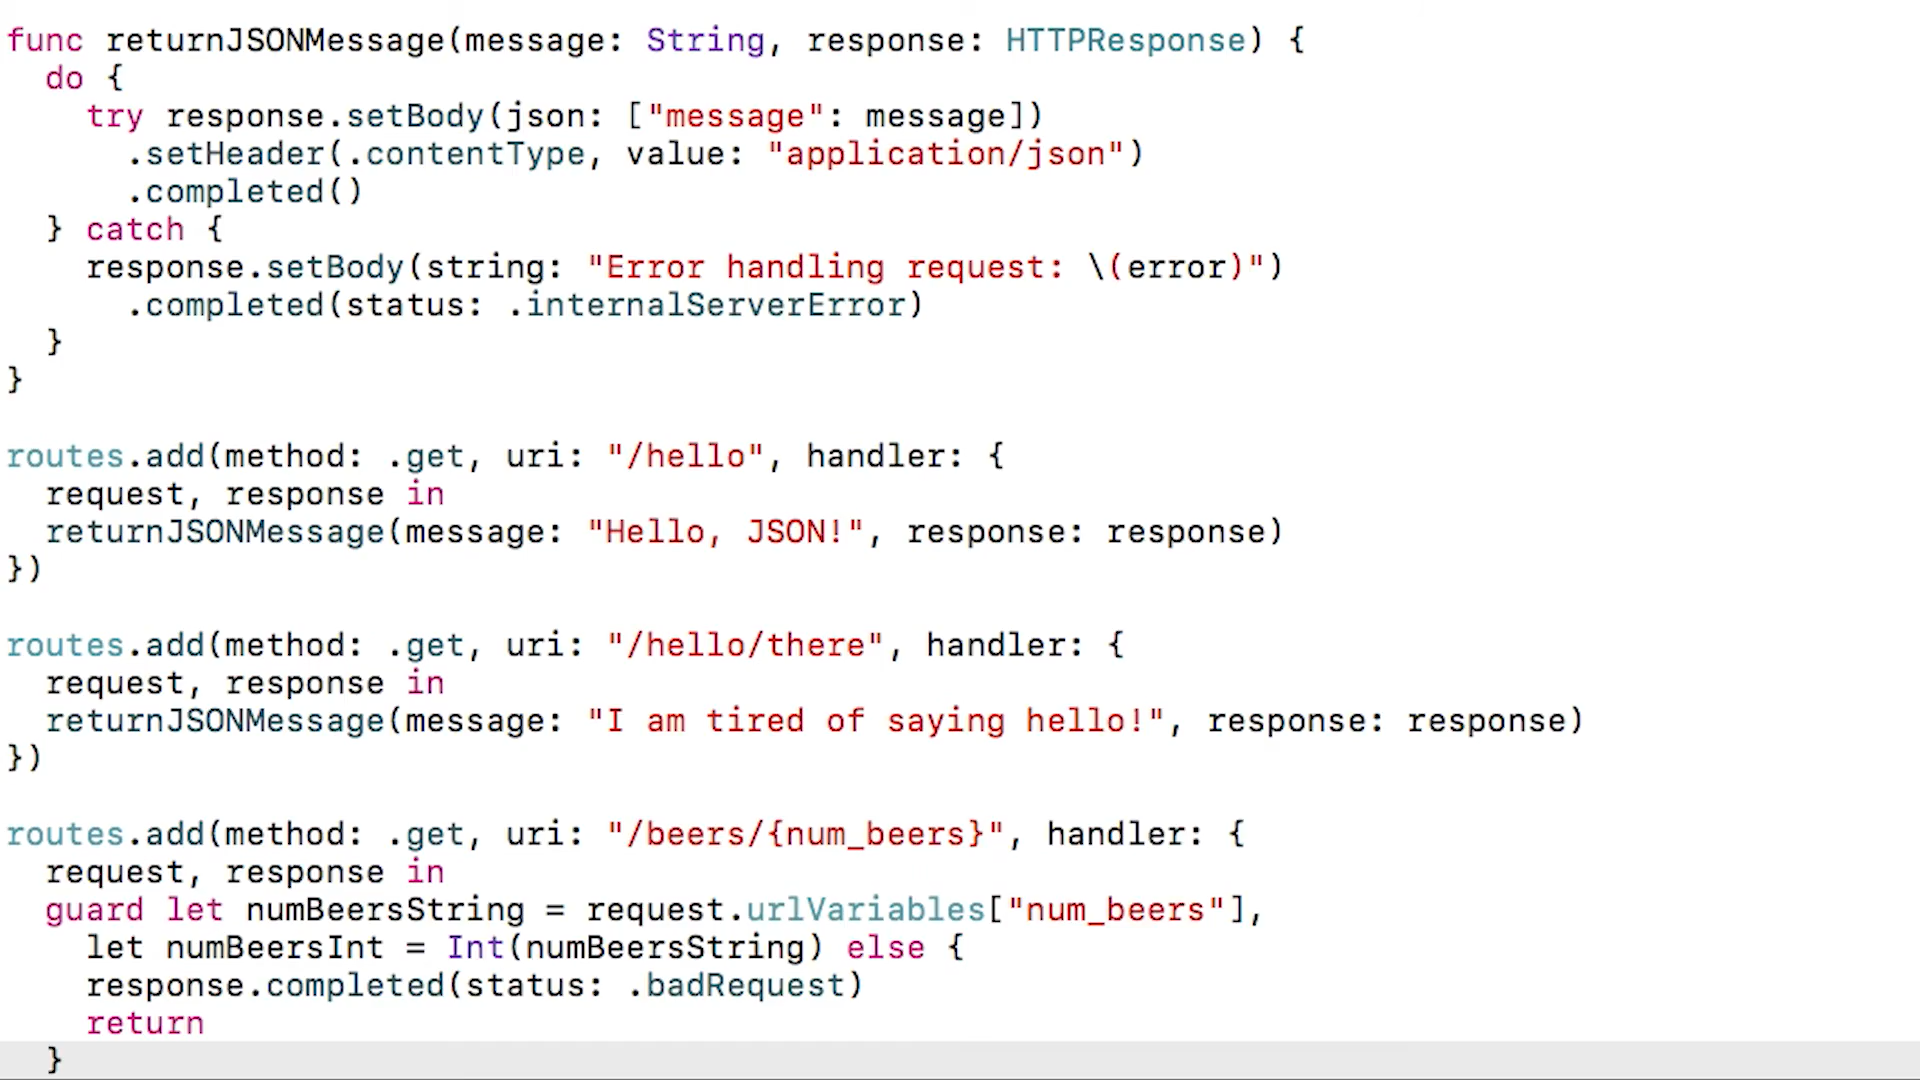 func returnJSONMessage(message: String, response: HTTPResponse) {
  do {
    try response.setBody(json: ["message": message])
      .setHeader(.contentType, value: "application/json")
      .completed()
  } catch {
    response.setBody(string: "Error handling request: \(error)")
      .completed(status: .internalServerError)
  }
}

routes.add(method: .get, uri: "/hello", handler: {
  request, response in
  returnJSONMessage(message: "Hello, JSON!", response: response)
})

routes.add(method: .get, uri: "/hello/there", handler: {
  request, response in
  returnJSONMessage(message: "I am tired of saying hello!", response: response)
})

routes.add(method: .get, uri: "/beers/{num_beers}", handler: {
  request, response in
  guard let numBeersString = request.urlVariables["num_beers"],
    let numBeersInt = Int(numBeersString) else {
    response.completed(status: .badRequest)
    return
  }